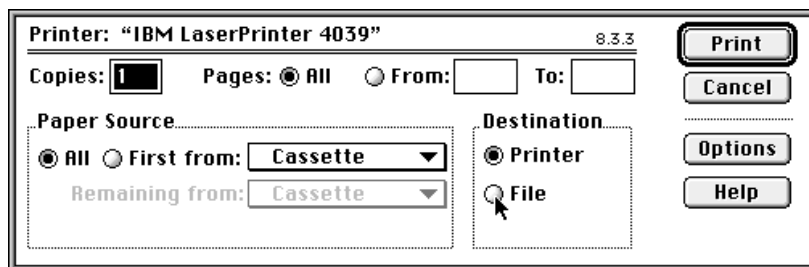 Printer: “IBM LaserPrinter 4039” 8.3.3 Print
Copies: 1 Pages: All From: To: Cancel
Paper Source Destination
All First from: Cassette Printer Options
Remaining from: Cassette File Help